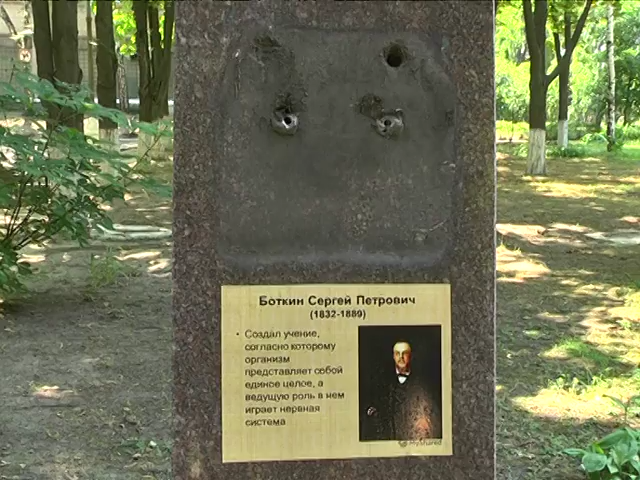 Боткин Сергей Петрович
(1832-1889)
• Создал учение,
согласно которому
организм
представляет собой
единое целое, а
ведущую роль в нем
играет нервная
система
MyShared